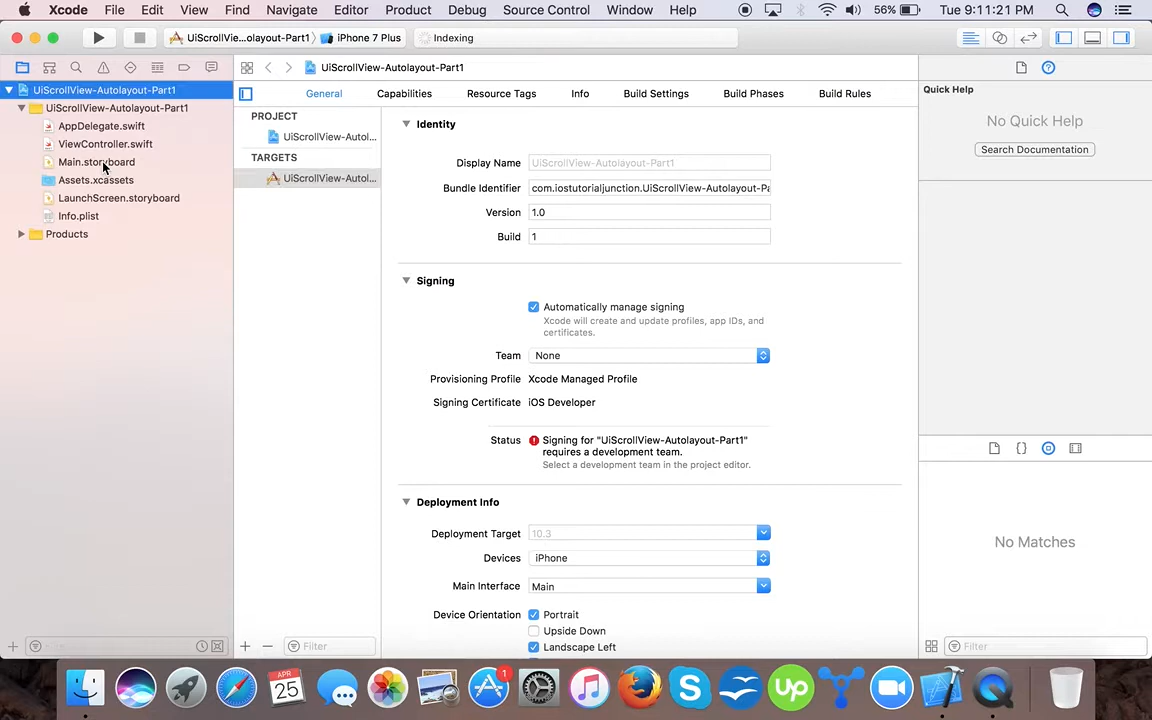 Xcode File Edit View Find Navigate Editor Product Debug Source Control Window Help 56% Tue 9:11:21 PM
UiScrollVie...olayout-Part1 iPhone 7 Plus Indexing
UiScrollView-Autolayout-Part1
General Capabilities Resource Tags Info Build Settings Build Phases Build Rules
UiScrollView-Autolayout-Part1
UiScrollView-Autolayout-Part1
AppDelegate.swift
ViewController.swift
Main.storyboard
Assets.xcassets
LaunchScreen.storyboard
Info.plist
Products
PROJECT
UiScrollView-Autol...
TARGETS
UiScrollView-Autol...
Identity
Display Name UiScrollView-Autolayout-Part1
Bundle Identifier com.iostutorialjunction.UiScrollView-Autolayout-Pa
Version 1.0
Build 1
Signing
Automatically manage signing
Xcode will create and update profiles, app IDs, and
certificates.
Team None
Provisioning Profile Xcode Managed Profile
Signing Certificate iOS Developer
Status Signing for "UiScrollView-Autolayout-Part1"
requires a development team.
Select a development team in the project editor.
Deployment Info
Deployment Target 10.3
Devices iPhone
Main Interface Main
Device Orientation Portrait
Upside Down
Landscape Left
Quick Help
No Quick Help
Search Documentation
No Matches
Filter
Filter
APR
25
1
S
Up